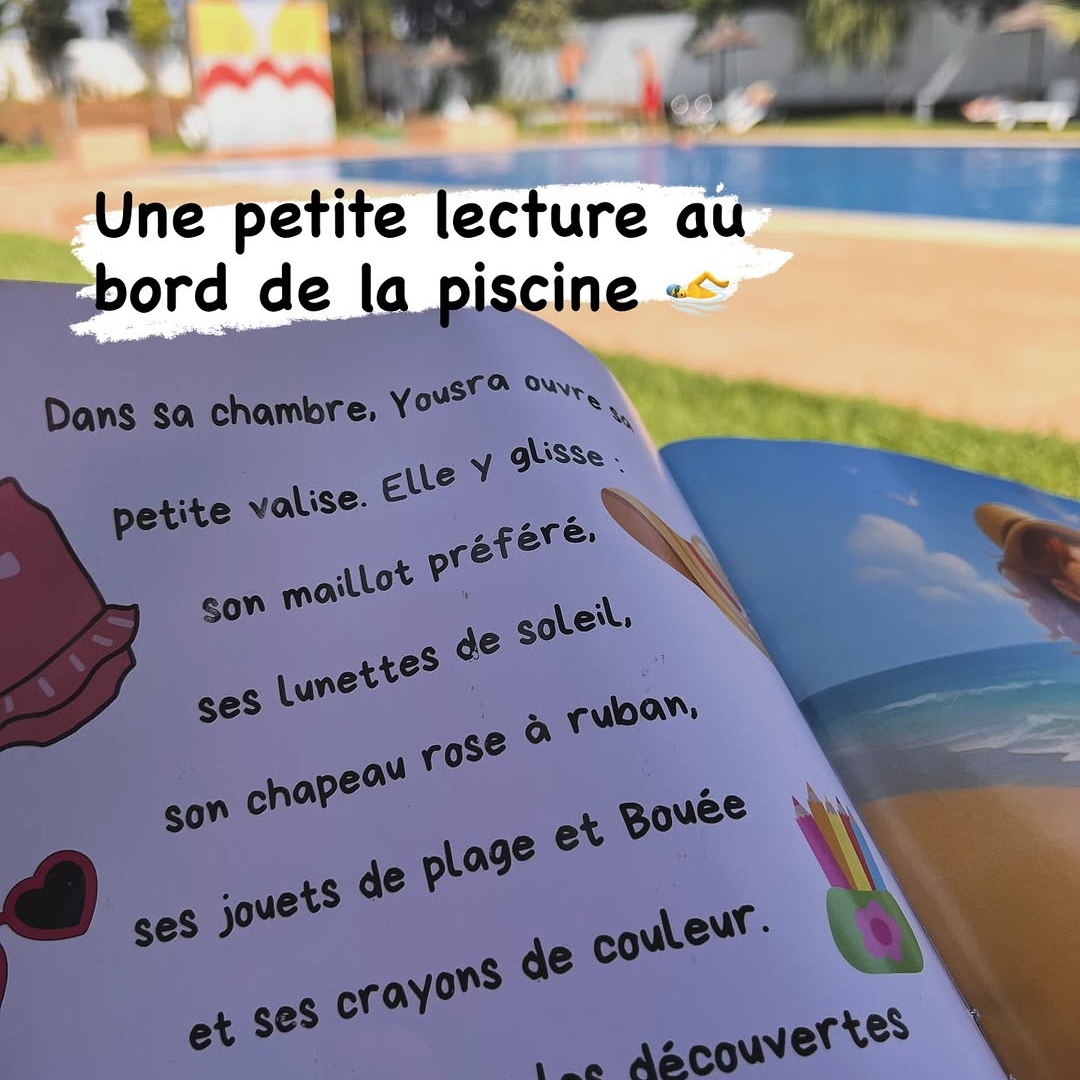 Une petite lecture au
bord de la piscine 🏊
Dans sa chambre, Yousra ouvre sa
petite valise. Elle y glisse :
son maillot préféré,
ses lunettes de soleil,
son chapeau rose à ruban,
ses jouets de plage et Bouée
et ses crayons de couleur.
les découvertes